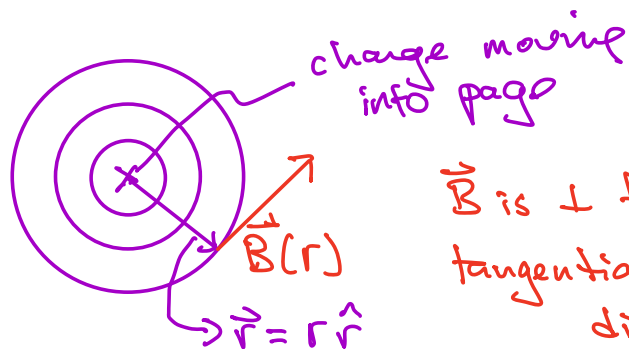 charge moving
into page
B⃗ is ⊥
tangentia
di
B⃗(r)
r⃗ = r r̂